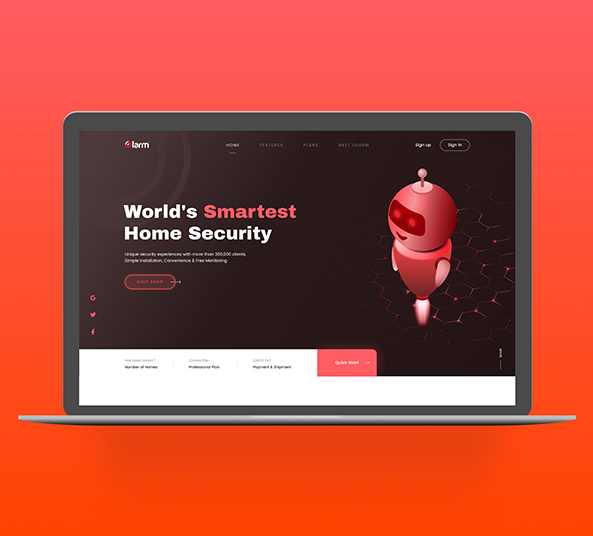 Olarm
HOME FEATURES PLANS MEET OLARM Sign up Sign in
World's Smartest
Home Security
Unique security experiences with more than 300,000 clients,
Simple Installation, Convenience & Free Monitoring
VISIT SHOP
How Many Homes?
Number of Homes
Choose Plan
Professional Plan
Check Out
Payment & Shipment
Quick Start